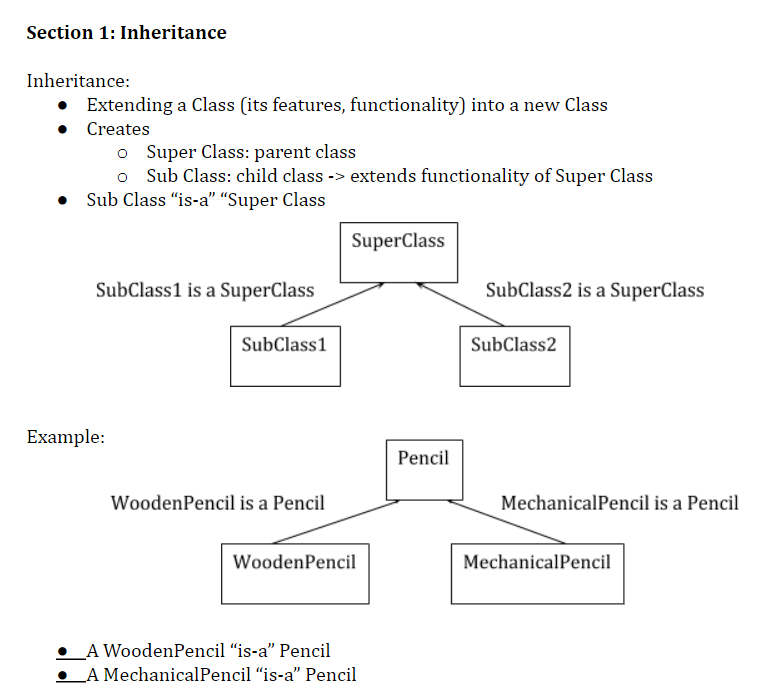 Section 1: Inheritance
Inheritance:
● Extending a Class (its features, functionality) into a new Class
● Creates
○ Super Class: parent class
○ Sub Class: child class -> extends functionality of Super Class
● Sub Class “is-a” “Super Class
SuperClass
SubClass1 is a SuperClass
SubClass2 is a SuperClass
SubClass1
SubClass2
Example:
Pencil
WoodenPencil is a Pencil
MechanicalPencil is a Pencil
WoodenPencil
MechanicalPencil
● A WoodenPencil “is-a” Pencil
● A MechanicalPencil “is-a” Pencil